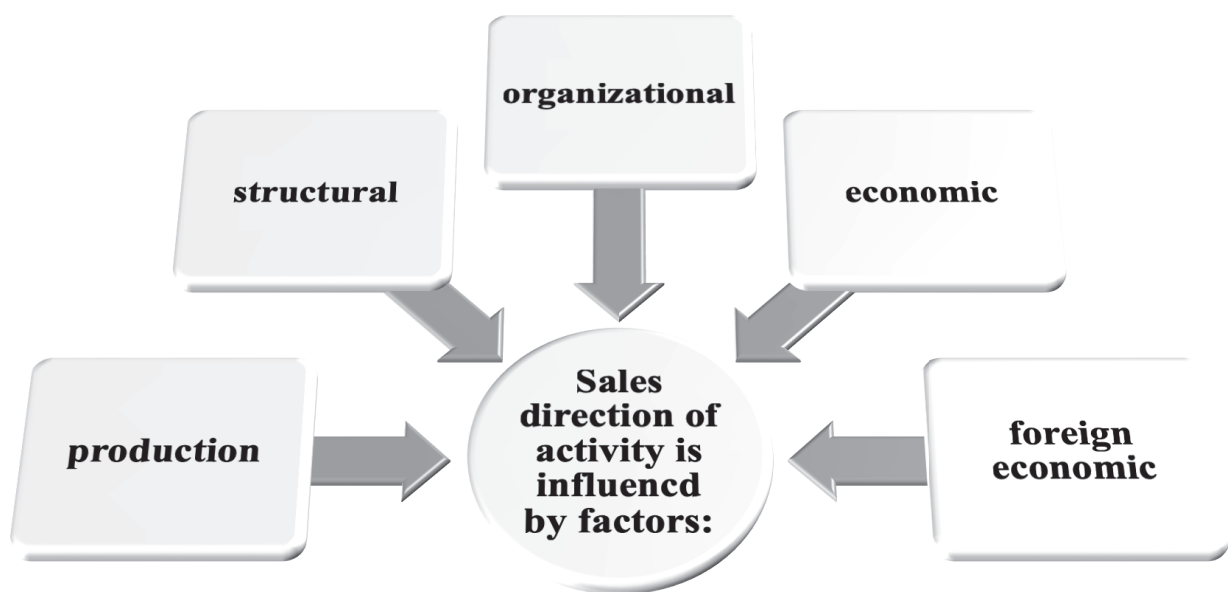 organizational
structural
economic
Sales
direction of
activity is
influencd
by factors:
production
foreign
economic